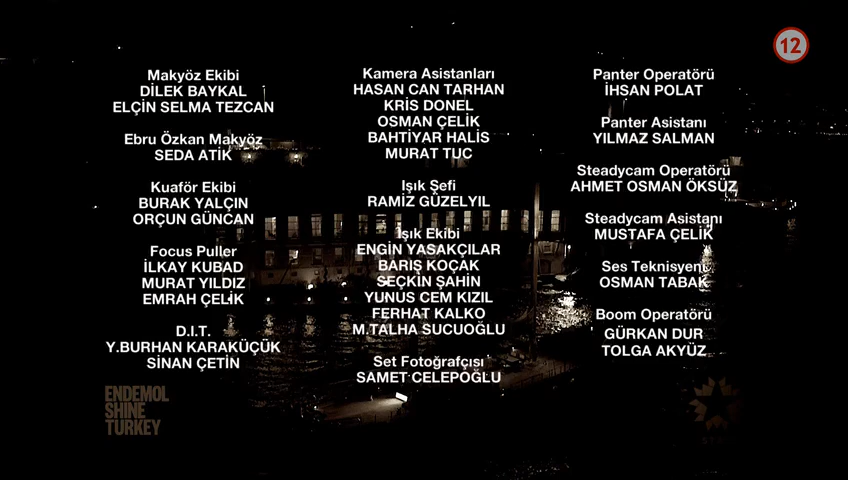 12
Makyöz Ekibi
DİLEK BAYKAL
ELÇİN SELMA TEZCAN
Ebru Özkan Makyöz
SEDA ATİK
Kuaför Ekibi
BURAK YALÇIN
ORÇUN GÜNCAN
Focus Puller
İLKAY KUBAD
MURAT YILDIZ
EMRAH ÇELİK
D.I.T.
Y.BURHAN KARAKÜÇÜK
SİNAN ÇETİN
Kamera Asistanları
HASAN CAN TARHAN
KRİS DONEL
OSMAN ÇELİK
BAHTİYAR HALİS
MURAT TUC
Işık Şefi
RAMİZ GÜZELYIL
Işık Ekibi
ENGİN YASAKÇILAR
BARIŞ KOÇAK
SEÇKİN ŞAHİN
YUNUS CEM KIZIL
FERHAT KALKO
M.TALHA SUCUOĞLU
Set Fotoğrafçısı
SAMET CELEPOĞLU
Panter Operatörü
İHSAN POLAT
Panter Asistanı
YILMAZ SALMAN
Steadycam Operatörü
AHMET OSMAN ÖKSÜZ
Steadycam Asistanı
MUSTAFA ÇELİK
Ses Teknisyeni
OSMAN TABAK
Boom Operatörü
GÜRKAN DUR
TOLGA AKYÜZ
ENDEMOL
SHINE
TURKEY